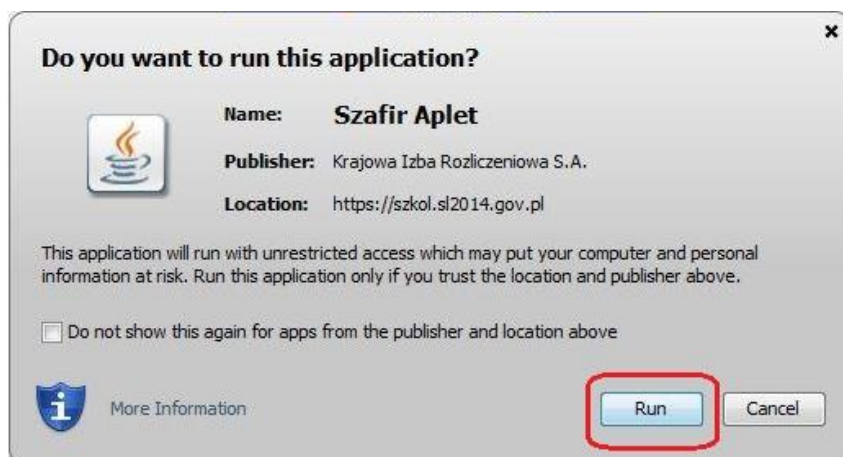 Do you want to run this application?
Name: Szafir Aplet
Publisher: Krajowa Izba Rozliczeniowa S.A.
Location: https://szkol.sl2014.gov.pl
This application will run with unrestricted access which may put your computer and personal
information at risk. Run this application only if you trust the location and publisher above.
Do not show this again for apps from the publisher and location above
More Information
Run
Cancel